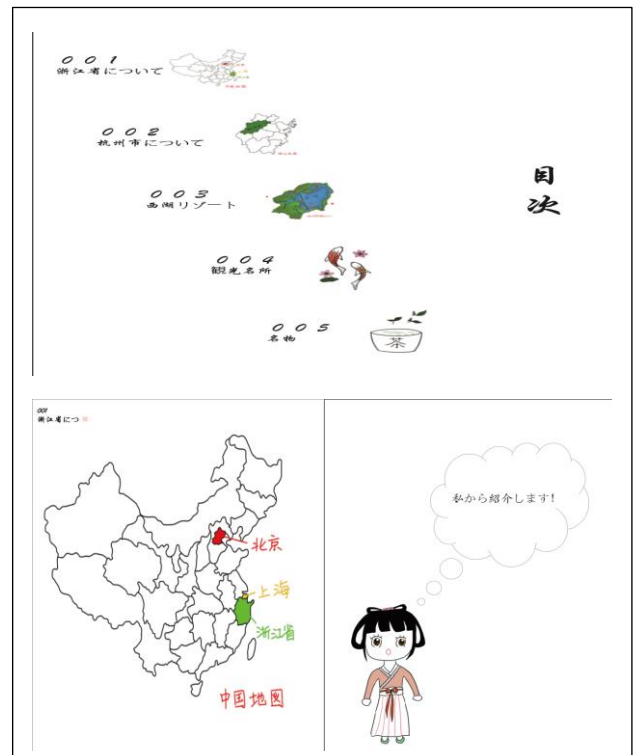 001
浙江省について
002
杭州市について
003
西湖リゾート
004
観光名所
005
名物
茶
目次
001
浙江省につ
北京
上海
浙江省
中国地图
私から紹介します!